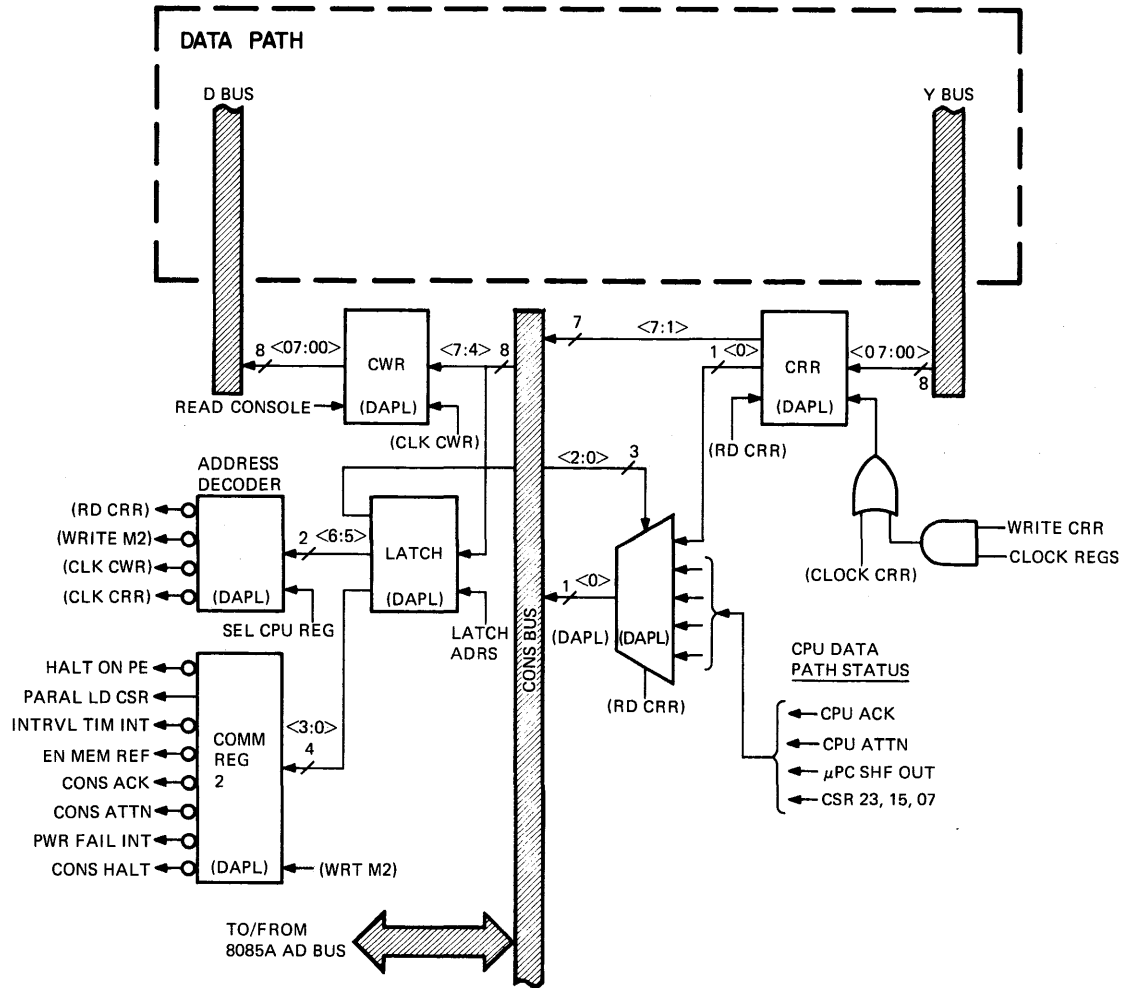 DATA PATH
D BUS
Y BUS
8 <07:00>
CWR
(DAPL)
<7:4> 8
READ CONSOLE
(CLK CWR)
7 <7:1>
1 <0>
CRR
(DAPL)
<07:00>
8
(RD CRR)
<2:0> 3
ADDRESS
DECODER
(RD CRR)
(WRITE M2)
(CLK CWR)
(CLK CRR)
(DAPL)
2 <6:5>
SEL CPU REG
LATCH
(DAPL)
LATCH
ADRS
CONS BUS
1 <0>
(DAPL)
(DAPL)
(RD CRR)
WRITE CRR
CLOCK REGS
(CLOCK CRR)
HALT ON PE
PARAL LD CSR
INTRVL TIM INT
EN MEM REF
CONS ACK
CONS ATTN
PWR FAIL INT
CONS HALT
COMM
REG
2
(DAPL)
<3:0>
4
(WRT M2)
CPU DATA
PATH STATUS
CPU ACK
CPU ATTN
μPC SHF OUT
CSR 23, 15, 07
TO/FROM
8085A AD BUS